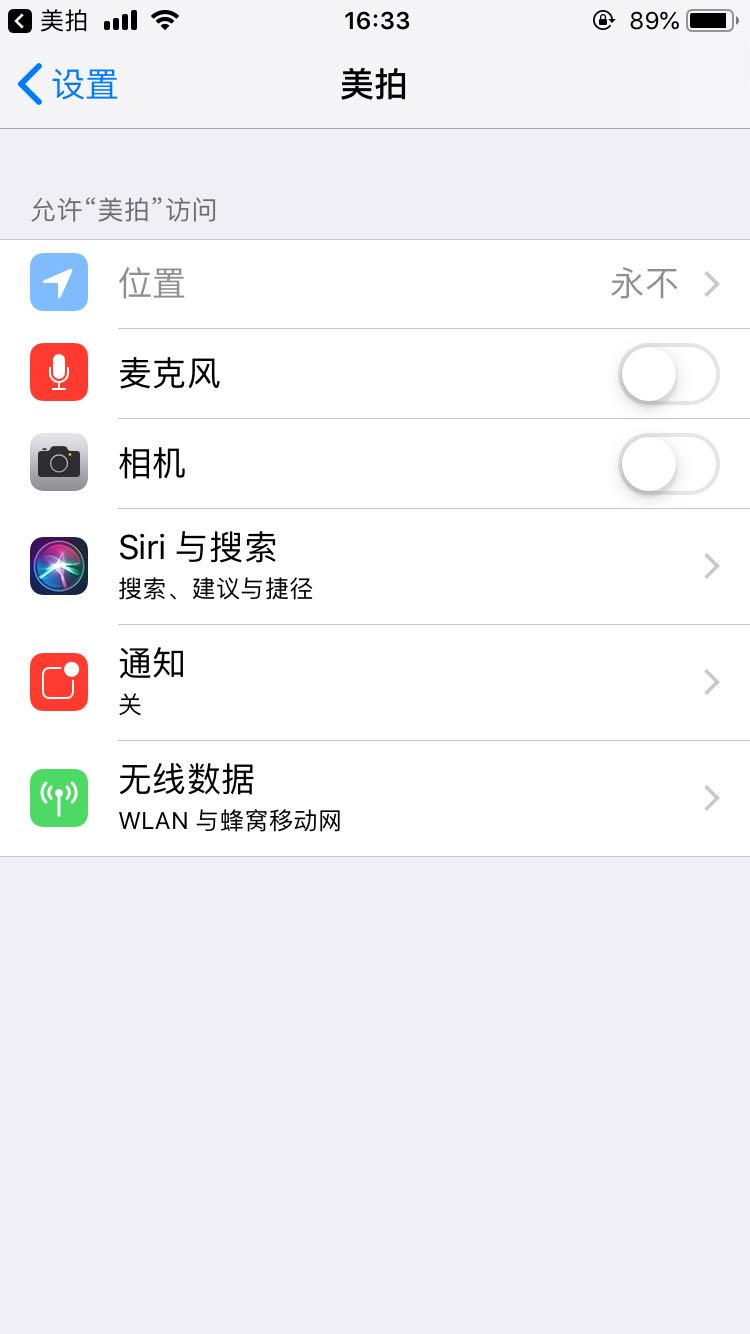 美拍 16:33 89%
设置 美拍
允许“美拍”访问
位置 永不
麦克风
相机
Siri 与搜索
搜索、建议与捷径
通知
关
无线数据
WLAN 与蜂窝移动网